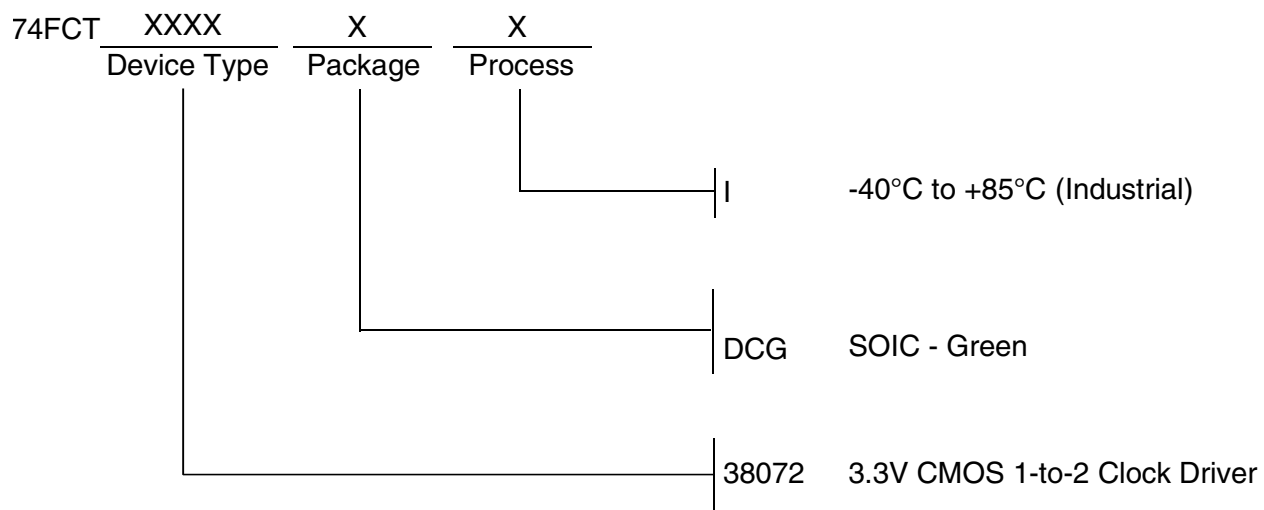 74FCT XXXX X X
Device Type Package Process
I -40°C to +85°C (Industrial)
DCG SOIC - Green
38072 3.3V CMOS 1-to-2 Clock Driver